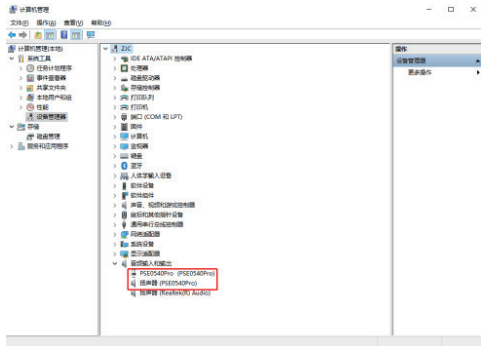 计算机管理
文件(F) 操作(A) 查看(V) 帮助(H)
计算机管理(本地)
系统工具
任务计划程序
事件查看器
共享文件夹
本地用户和组
性能
设备管理器
存储
磁盘管理
服务和应用程序
ZIC
IDE ATA/ATAPI 控制器
处理器
磁盘驱动器
存储控制器
打印队列
打印机
端口 (COM 和 LPT)
固件
计算机
监视器
键盘
蓝牙
人体学输入设备
软件设备
软件组件
声音、视频和游戏控制器
鼠标和其他指针设备
通用串行总线控制器
网络适配器
系统设备
显示适配器
音频输入和输出
PSE0540Pro (PSE0540Pro)
扬声器 (PSE0540Pro)
扬声器 (Realtek(R) Audio)
操作
设备管理器
更多操作